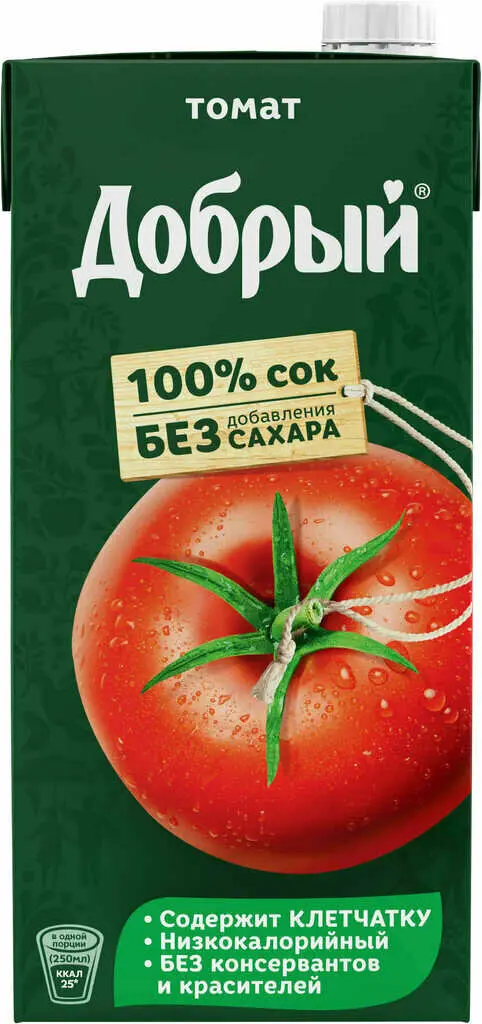 томат
Добрый®
100% сок
БЕЗ добавления
САХАРА
• Содержит КЛЕТЧАТКУ
• Низкокалорийный
• БЕЗ консервантов
и красителей
в одной
порции
(250мл)
ККАЛ
25*